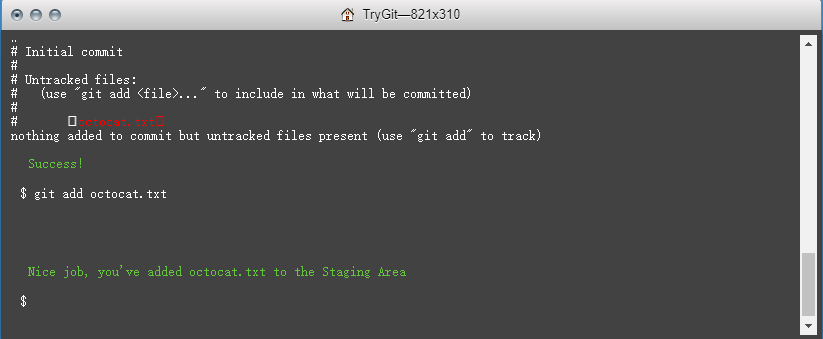 TryGit—821x310
..
# Initial commit
#
# Untracked files:
#   (use "git add <file>..." to include in what will be committed)
#
#       octocat.txt
nothing added to commit but untracked files present (use "git add" to track)
Success!
$ git add octocat.txt
Nice job, you've added octocat.txt to the Staging Area
$